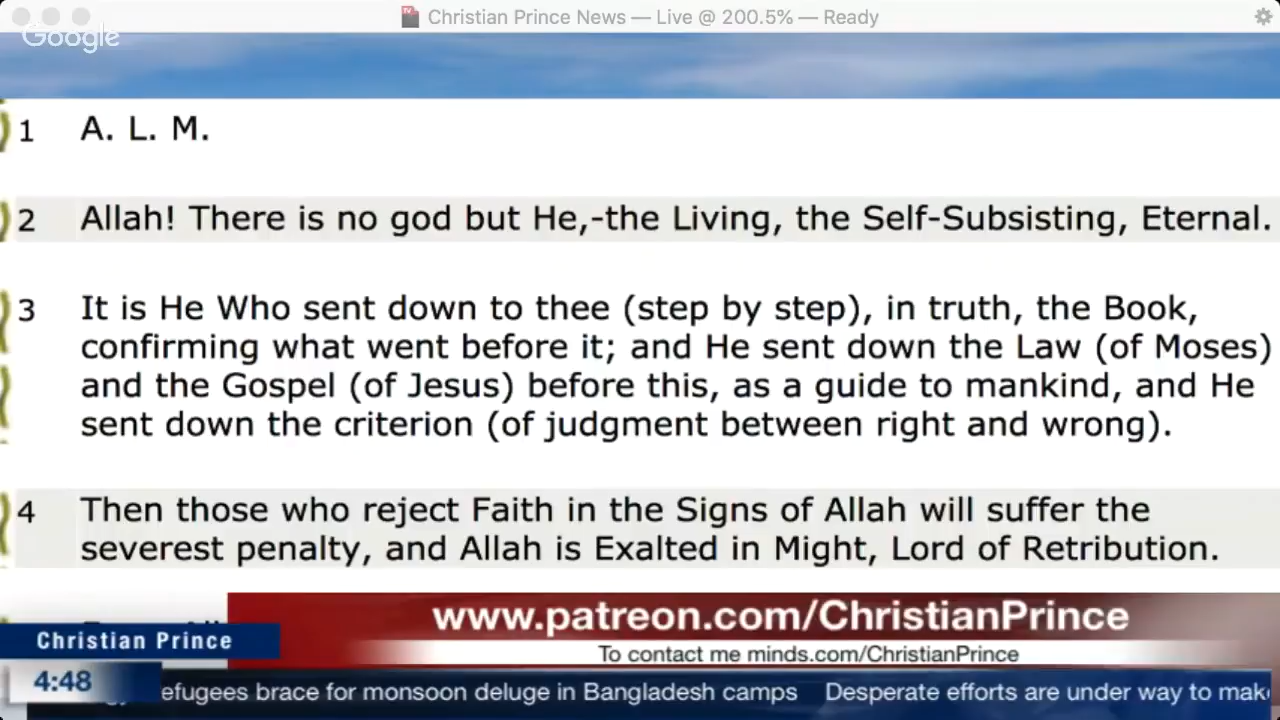 Christian Prince News — Live @ 200.5% — Ready
Google
1 A. L. M.
2 Allah! There is no god but He,-the Living, the Self-Subsisting, Eternal.
3 It is He Who sent down to thee (step by step), in truth, the Book,
confirming what went before it; and He sent down the Law (of Moses)
and the Gospel (of Jesus) before this, as a guide to mankind, and He
sent down the criterion (of judgment between right and wrong).
4 Then those who reject Faith in the Signs of Allah will suffer the
severest penalty, and Allah is Exalted in Might, Lord of Retribution.
www.patreon.com/ChristianPrince
Christian Prince
To contact me minds.com/ChristianPrince
4:48
efugees brace for monsoon deluge in Bangladesh camps Desperate efforts are under way to mak